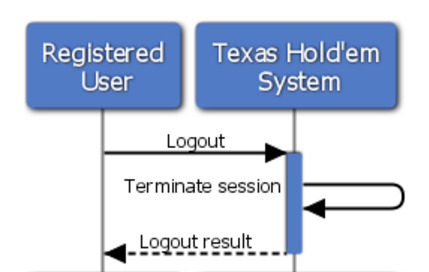 Registered
User
Texas Hold'em
System
Logout
Terminate session
Logout result